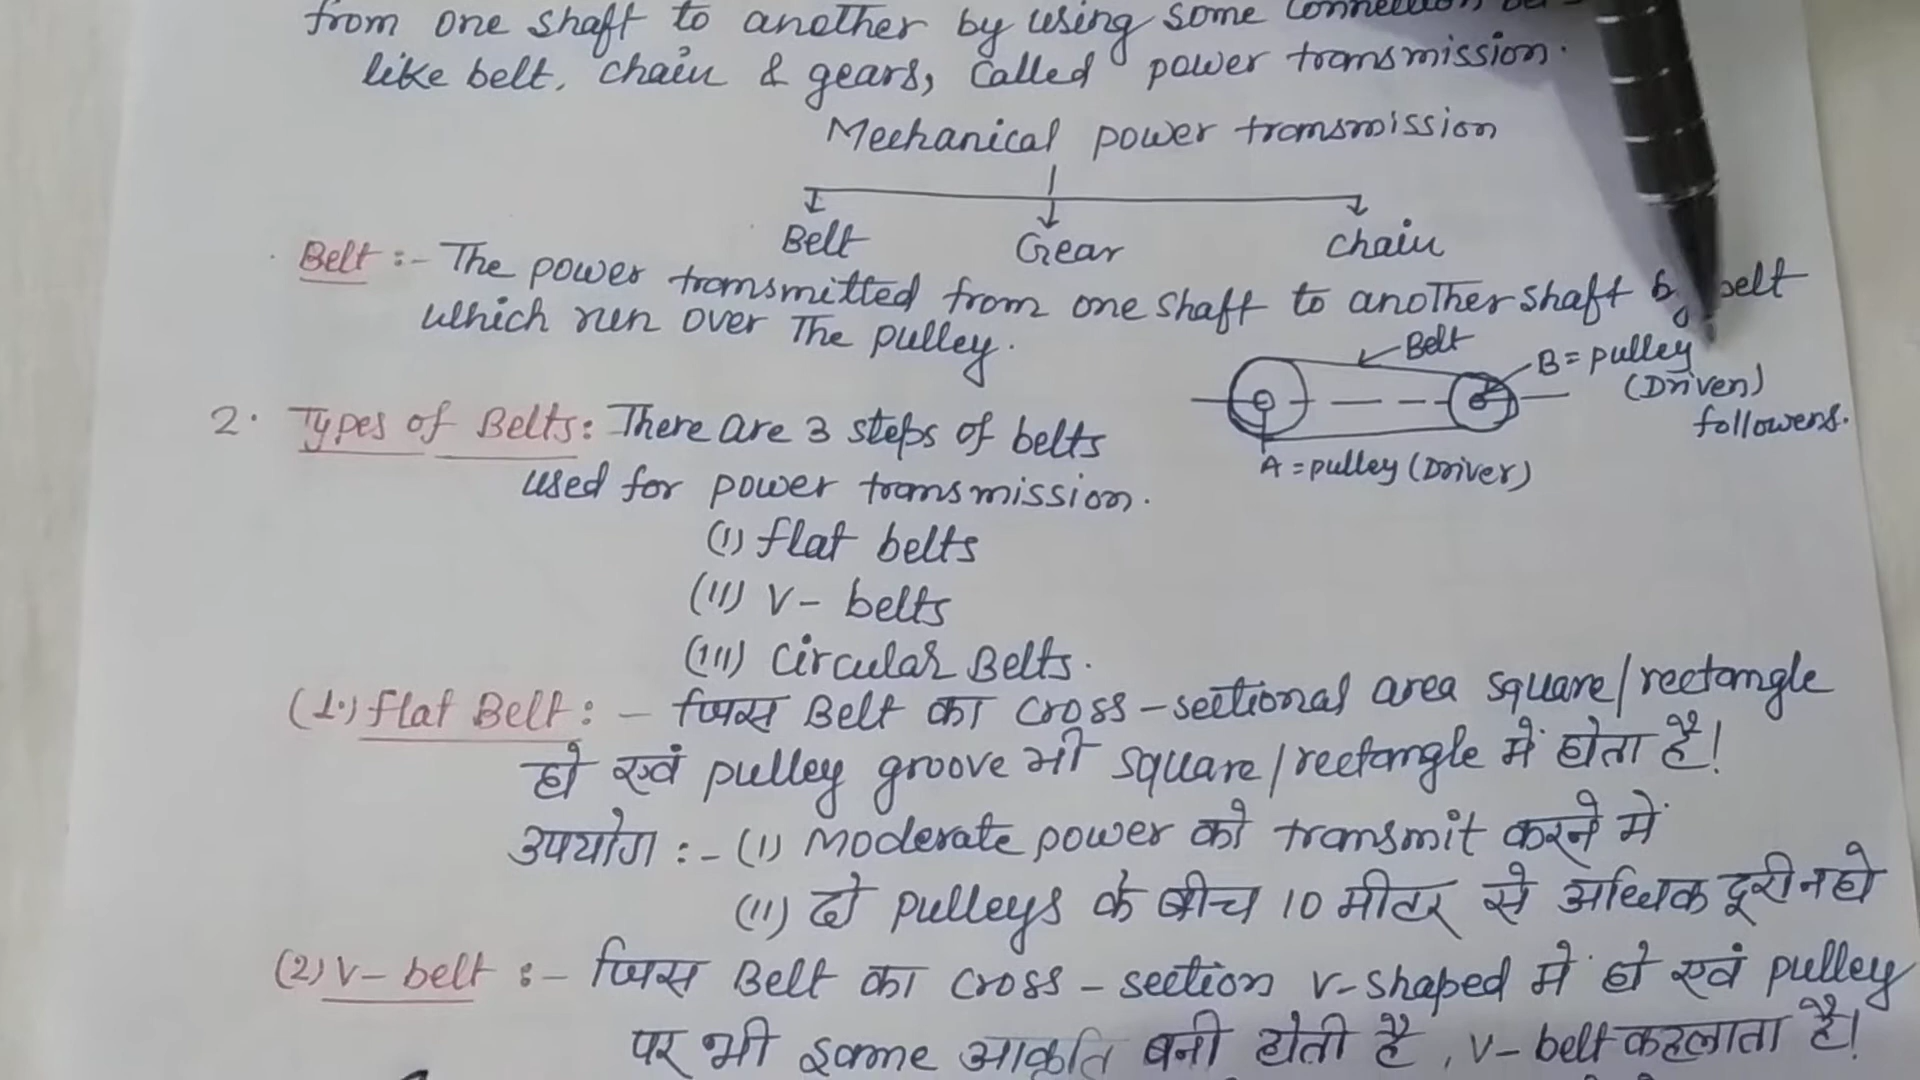 from one shaft to another by using some connection
like belt, chain & gears, Called power transmission.
Mechanical power transmission
Belt Gear chain
Belt :- The power transmitted from one shaft to another shaft by belt
which run over The pulley.
Belt
B = pulley
(Driven)
followers.
A = pulley (Driver)
2. Types of Belts: There are 3 steps of belts
used for power transmission.
(I) flat belts
(II) V- belts
(III) Circular Belts.
(1.) flat Belt : - जिस Belt का cross-sectional area square/rectangle
हो एवं pulley groove भी square/rectangle में होता है!
उपयोग :- (I) Moderate power को transmit करने में
(II) दो pulleys के बीच 10 मीटर से अधिक दूरी न हो
(2) V- belt :- जिस Belt का cross-section V-shaped में हो एवं pulley
पर भी same आकृति बनी होती है, V-belt कहलाता है!